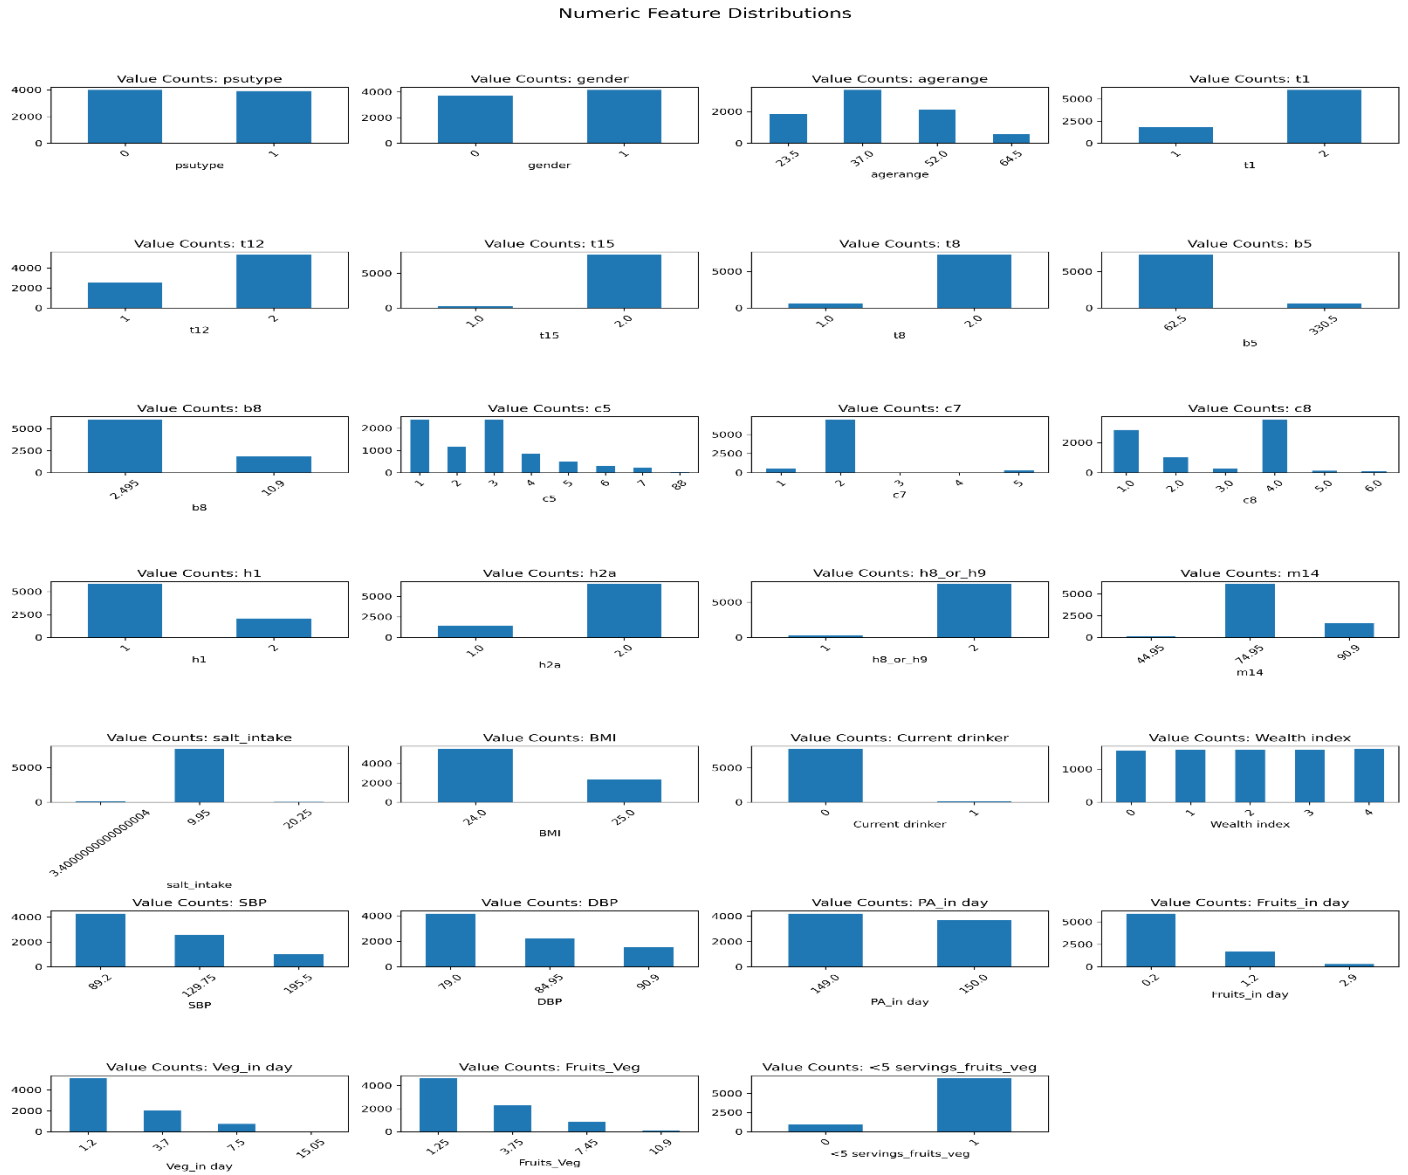 Numeric Feature Distributions
Value Counts: psutype
4000
2000
0
0
1
psutype
Value Counts: gender
4000
2000
0
0
1
gender
Value Counts: agerange
2000
0
23.5
37.0
52.0
64.5
agerange
Value Counts: t1
5000
2500
0
1
2
t1
Value Counts: t12
4000
2000
0
1
2
t12
Value Counts: t15
5000
0
1.0
2.0
t15
Value Counts: t8
5000
0
1.0
2.0
t8
Value Counts: b5
5000
0
62.5
330.5
b5
Value Counts: b8
5000
2500
0
2.495
10.9
b8
Value Counts: c5
2000
1000
0
1
2
3
4
5
6
7
88
c5
Value Counts: c7
5000
2500
0
1
2
3
4
5
c7
Value Counts: c8
2000
0
1.0
2.0
3.0
4.0
5.0
6.0
c8
Value Counts: h1
5000
2500
0
1
2
h1
Value Counts: h2a
5000
2500
0
1.0
2.0
h2a
Value Counts: h8_or_h9
5000
0
1
2
h8_or_h9
Value Counts: m14
5000
2500
0
44.95
74.95
90.9
m14
Value Counts: salt_intake
5000
0
3.4000000000000004
9.95
20.25
salt_intake
Value Counts: BMI
4000
2000
0
24.0
25.0
BMI
Value Counts: Current drinker
5000
0
0
1
Current drinker
Value Counts: Wealth index
1000
0
0
1
2
3
4
Wealth index
Value Counts: SBP
4000
2000
0
89.2
129.75
195.5
SBP
Value Counts: DBP
4000
2000
0
79.0
84.95
90.9
DBP
Value Counts: PA_in day
4000
2000
0
149.0
150.0
PA_in day
Value Counts: Fruits_in day
5000
2500
0
0.2
1.2
2.9
Fruits_in day
Value Counts: Veg_in day
4000
2000
0
1.2
3.7
7.5
15.05
Veg_in day
Value Counts: Fruits_Veg
4000
2000
0
1.25
3.75
7.45
10.9
Fruits_Veg
Value Counts: <5 servings_fruits_veg
5000
2500
0
0
1
<5 servings_fruits_veg